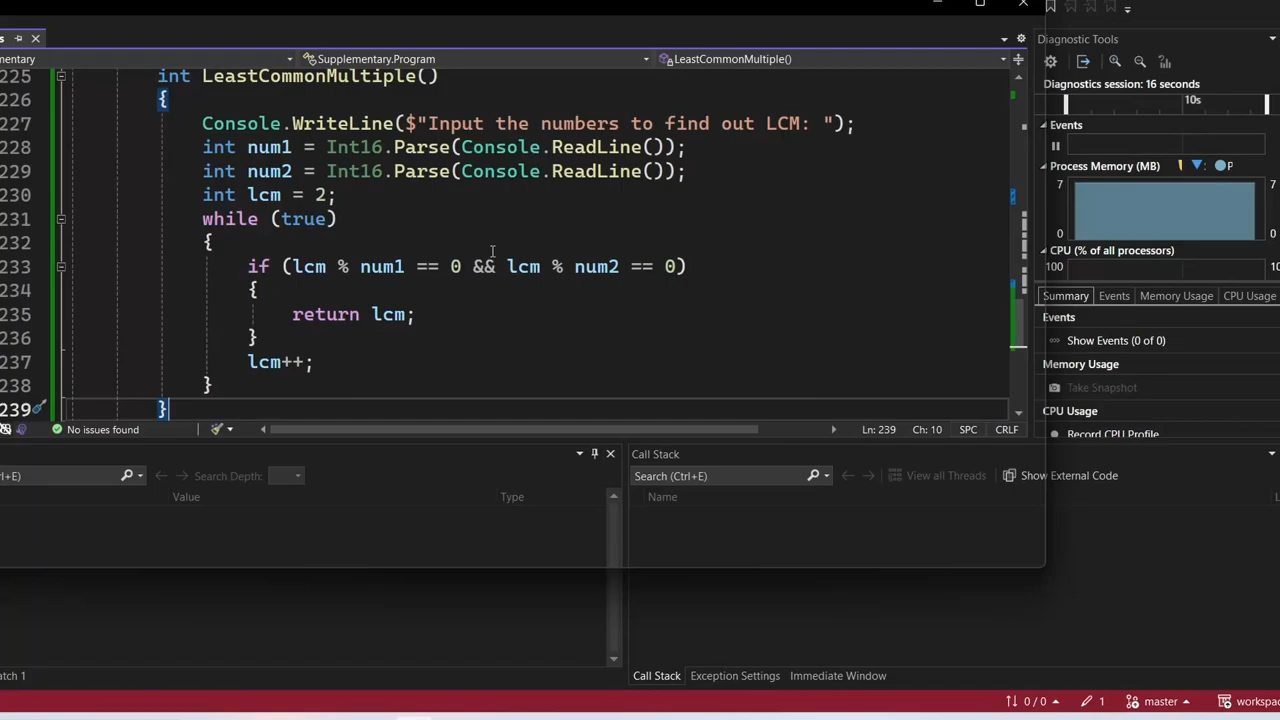 s
Diagnostic Tools
mentary
Supplementary.Program
LeastCommonMultiple()
Diagnostics session: 16 seconds
10s
Events
Process Memory (MB)
P
7
7
0
0
CPU (% of all processors)
100
10
Summary
Events
Memory Usage
CPU Usage
Events
Show Events (0 of 0)
Memory Usage
Take Snapshot
CPU Usage
Record CPU Profile
225 int LeastCommonMultiple()
226 {
227 Console.WriteLine($"Input the numbers to find out LCM: ");
228 int num1 = Int16.Parse(Console.ReadLine());
229 int num2 = Int16.Parse(Console.ReadLine());
230 int lcm = 2;
231 while (true)
232 {
233 if (lcm % num1 == 0 && lcm % num2 == 0)
234 {
235 return lcm;
236 }
237 lcm++;
238 }
239 }
No issues found
Ln: 239
Ch: 10
SPC
CRLF
Call Stack
l+E)
Search Depth:
Search (Ctrl+E)
View all Threads
Show External Code
Value
Type
Name
L
atch 1
Call Stack
Exception Settings
Immediate Window
0 / 0
1
master
workspac